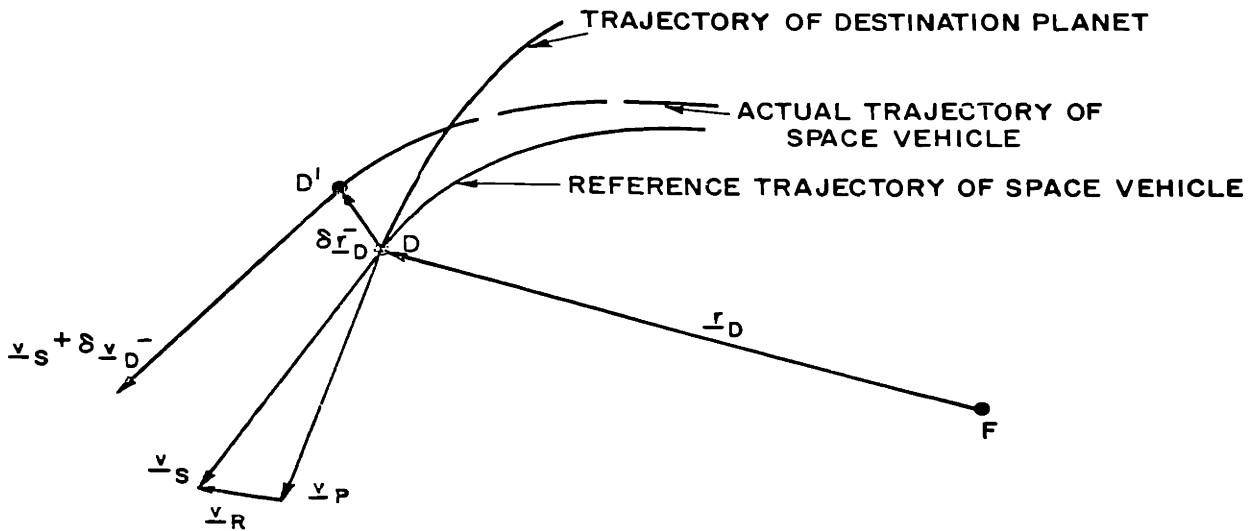 TRAJECTORY OF DESTINATION PLANET
ACTUAL TRAJECTORY OF
SPACE VEHICLE
REFERENCE TRAJECTORY OF SPACE VEHICLE
D'
δr_D^-
D
r_D
v_S + δv_D^-
F
v_S
v_P
v_R